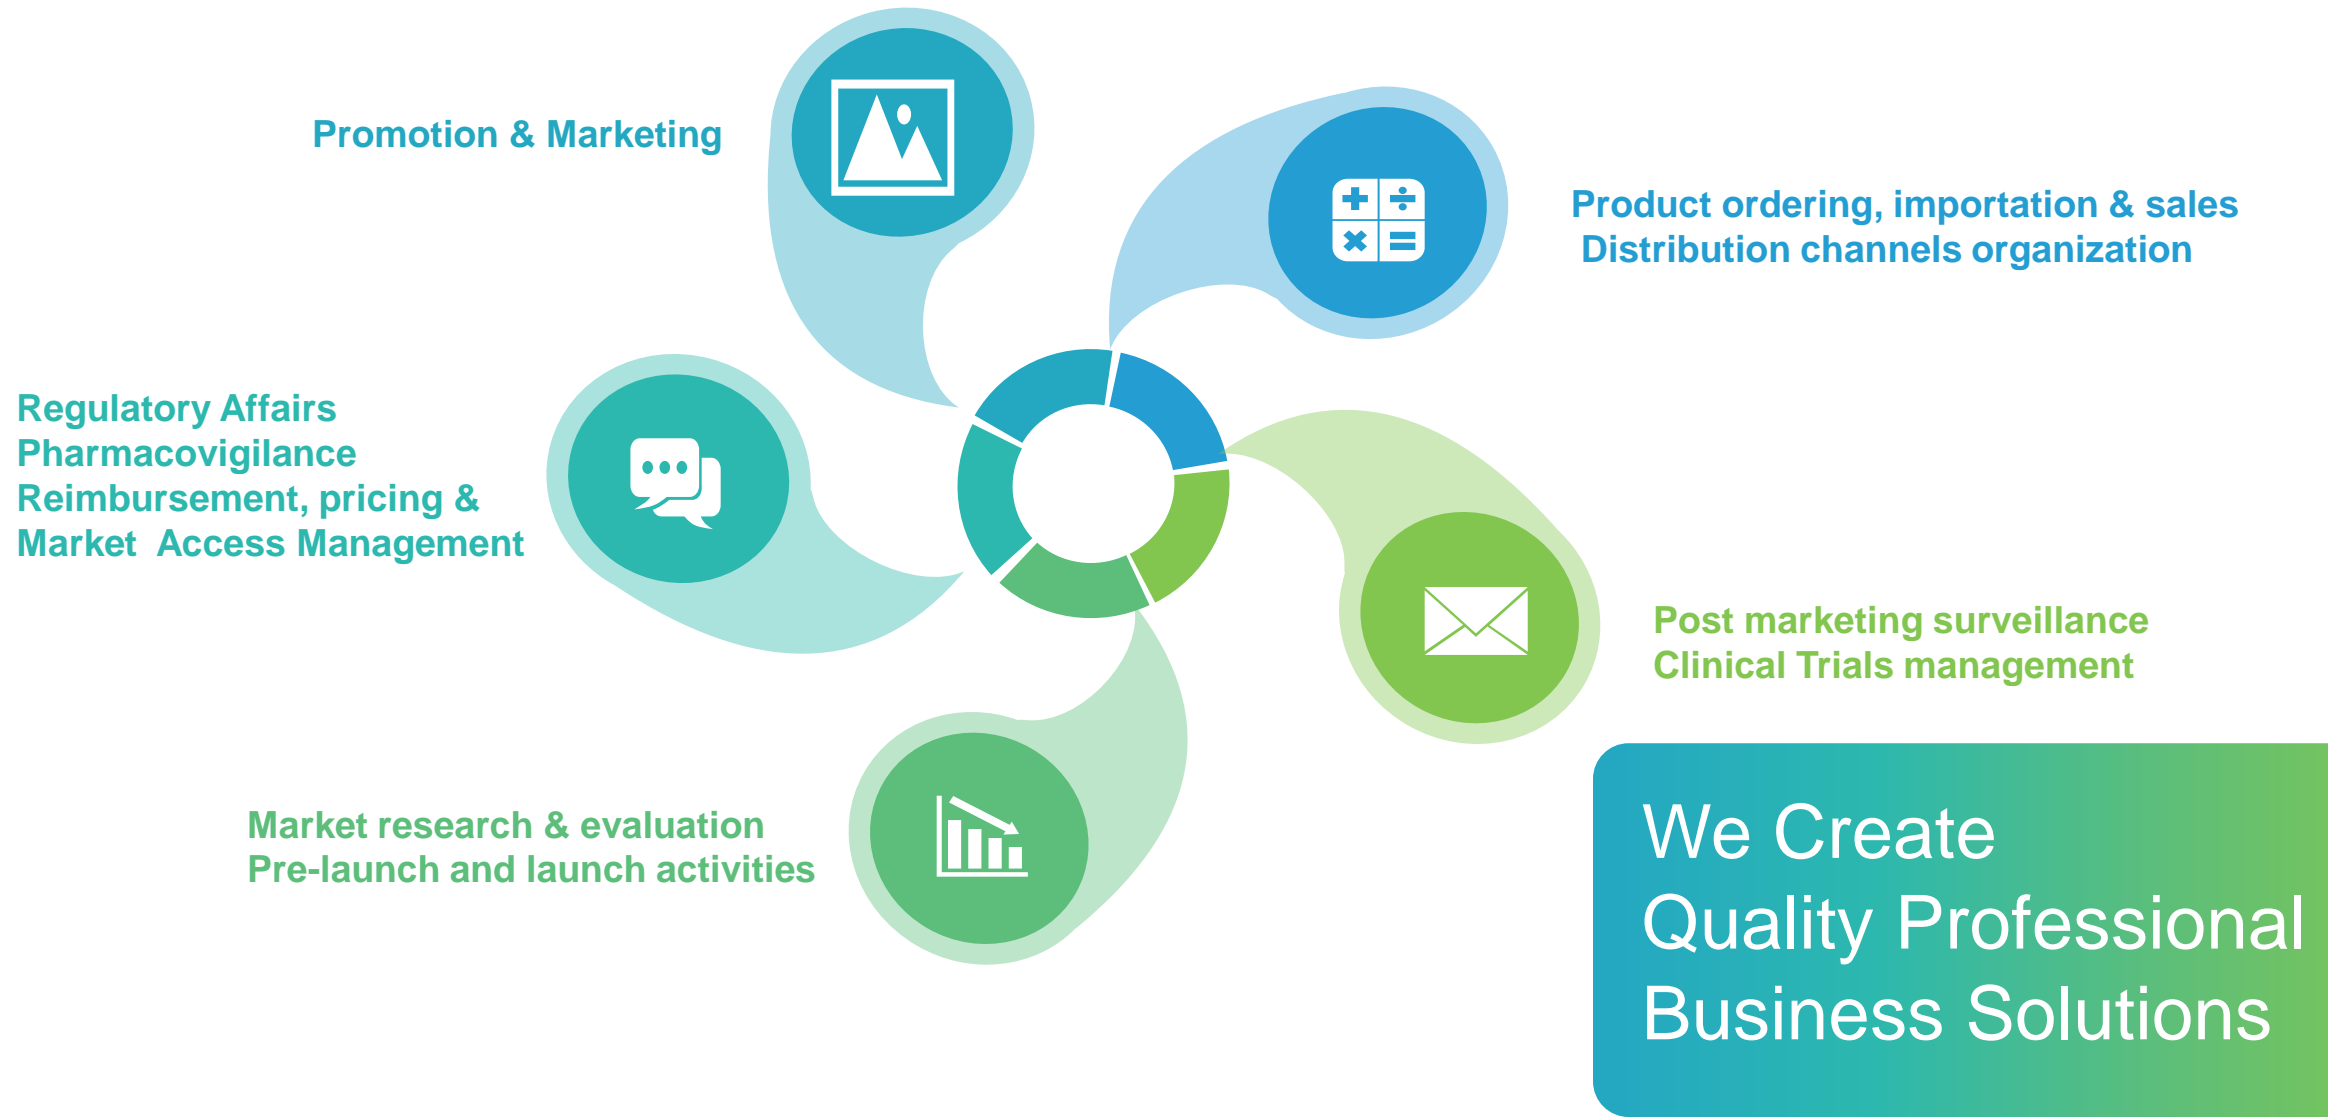 Promotion & Marketing
Product ordering, importation & sales
Distribution channels organization
Regulatory Affairs
Pharmacovigilance
Reimbursement, pricing &
Market  Access Management
Post marketing surveillance
Clinical Trials management
Market research & evaluation
Pre-launch and launch activities
We Create
Quality Professional
Business Solutions